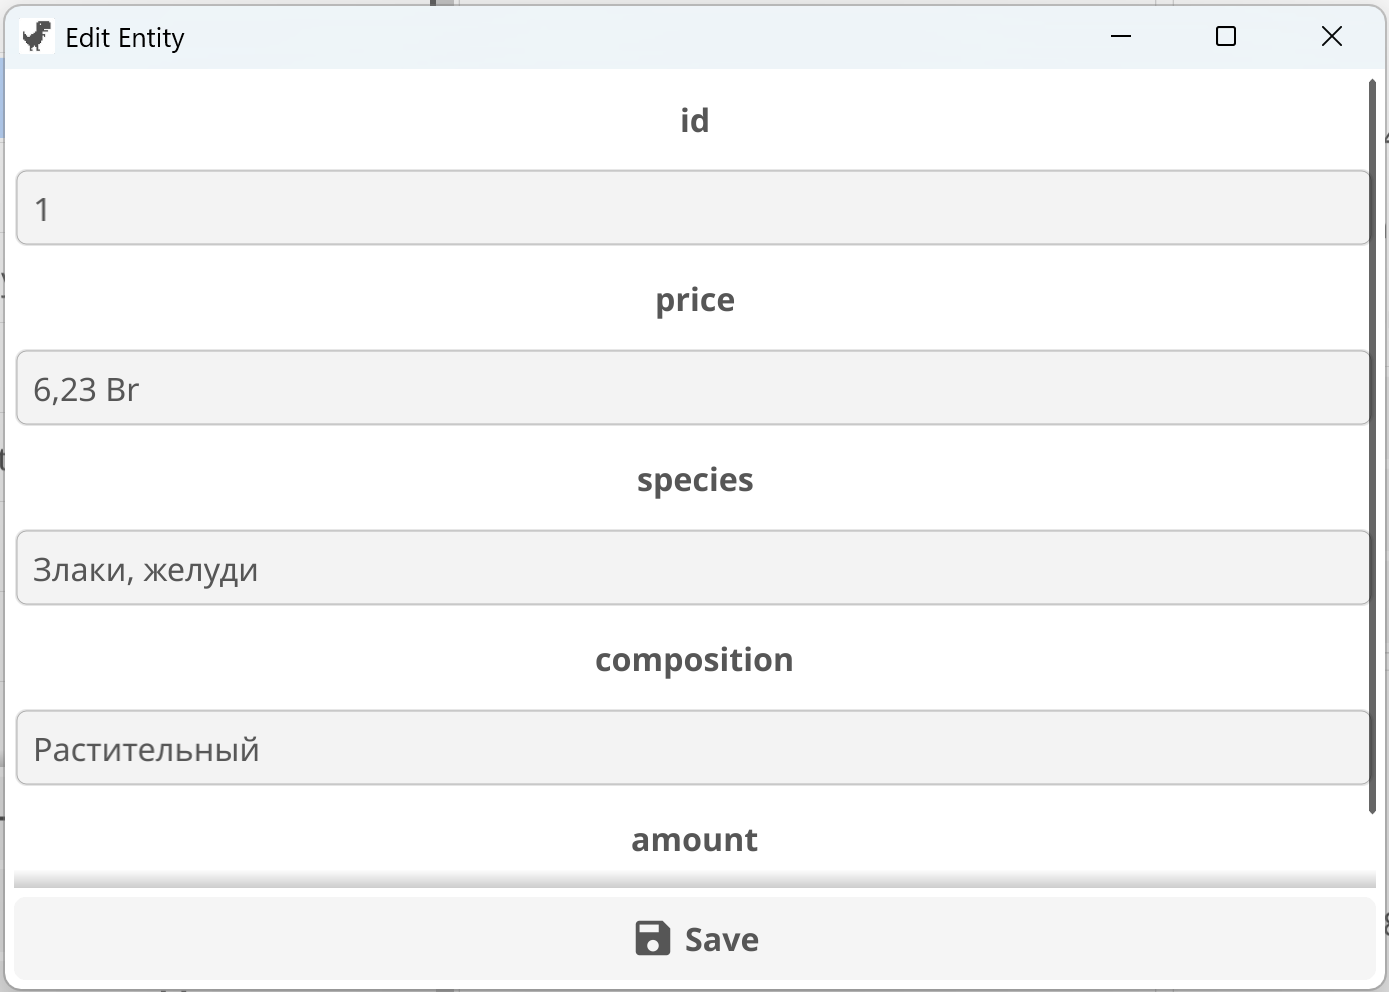 Edit Entity
id
1
price
6,23 Br
species
Злаки, желуди
composition
Растительный
amount
Save